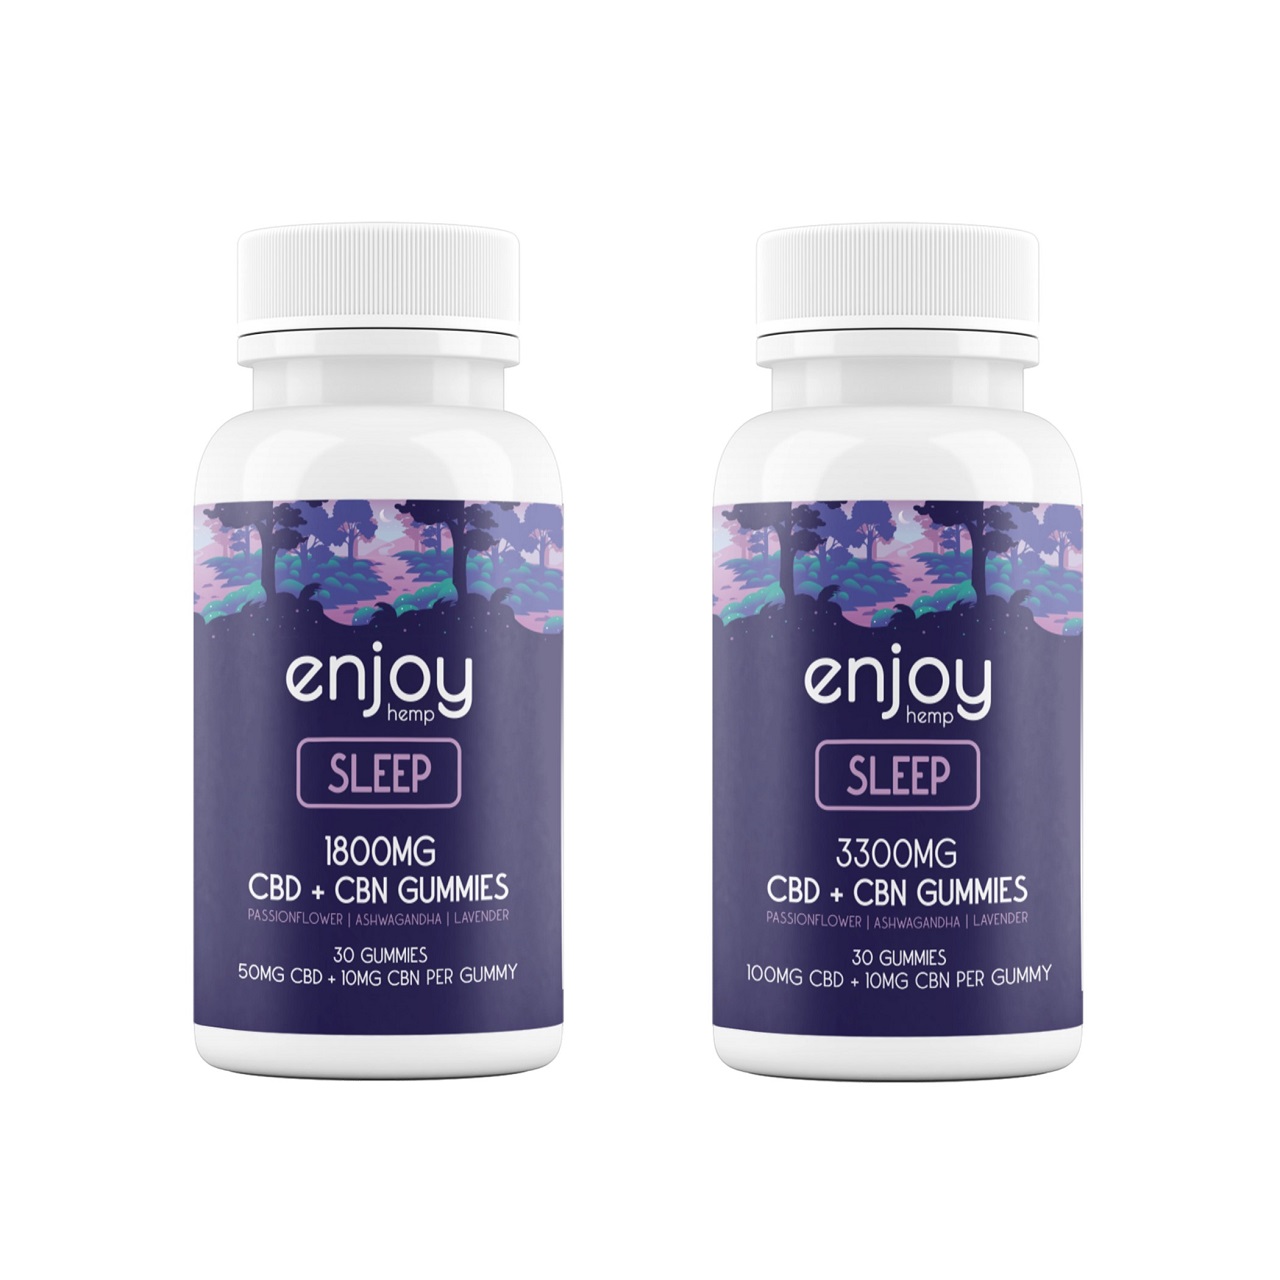 enjoy
hemp
SLEEP
1800MG
CBD + CBN GUMMIES
PASSIONFLOWER | ASHWAGANDHA | LAVENDER
30 GUMMIES
50MG CBD + 10MG CBN PER GUMMY
enjoy
hemp
SLEEP
3300MG
CBD + CBN GUMMIES
PASSIONFLOWER | ASHWAGANDHA | LAVENDER
30 GUMMIES
100MG CBD + 10MG CBN PER GUMMY